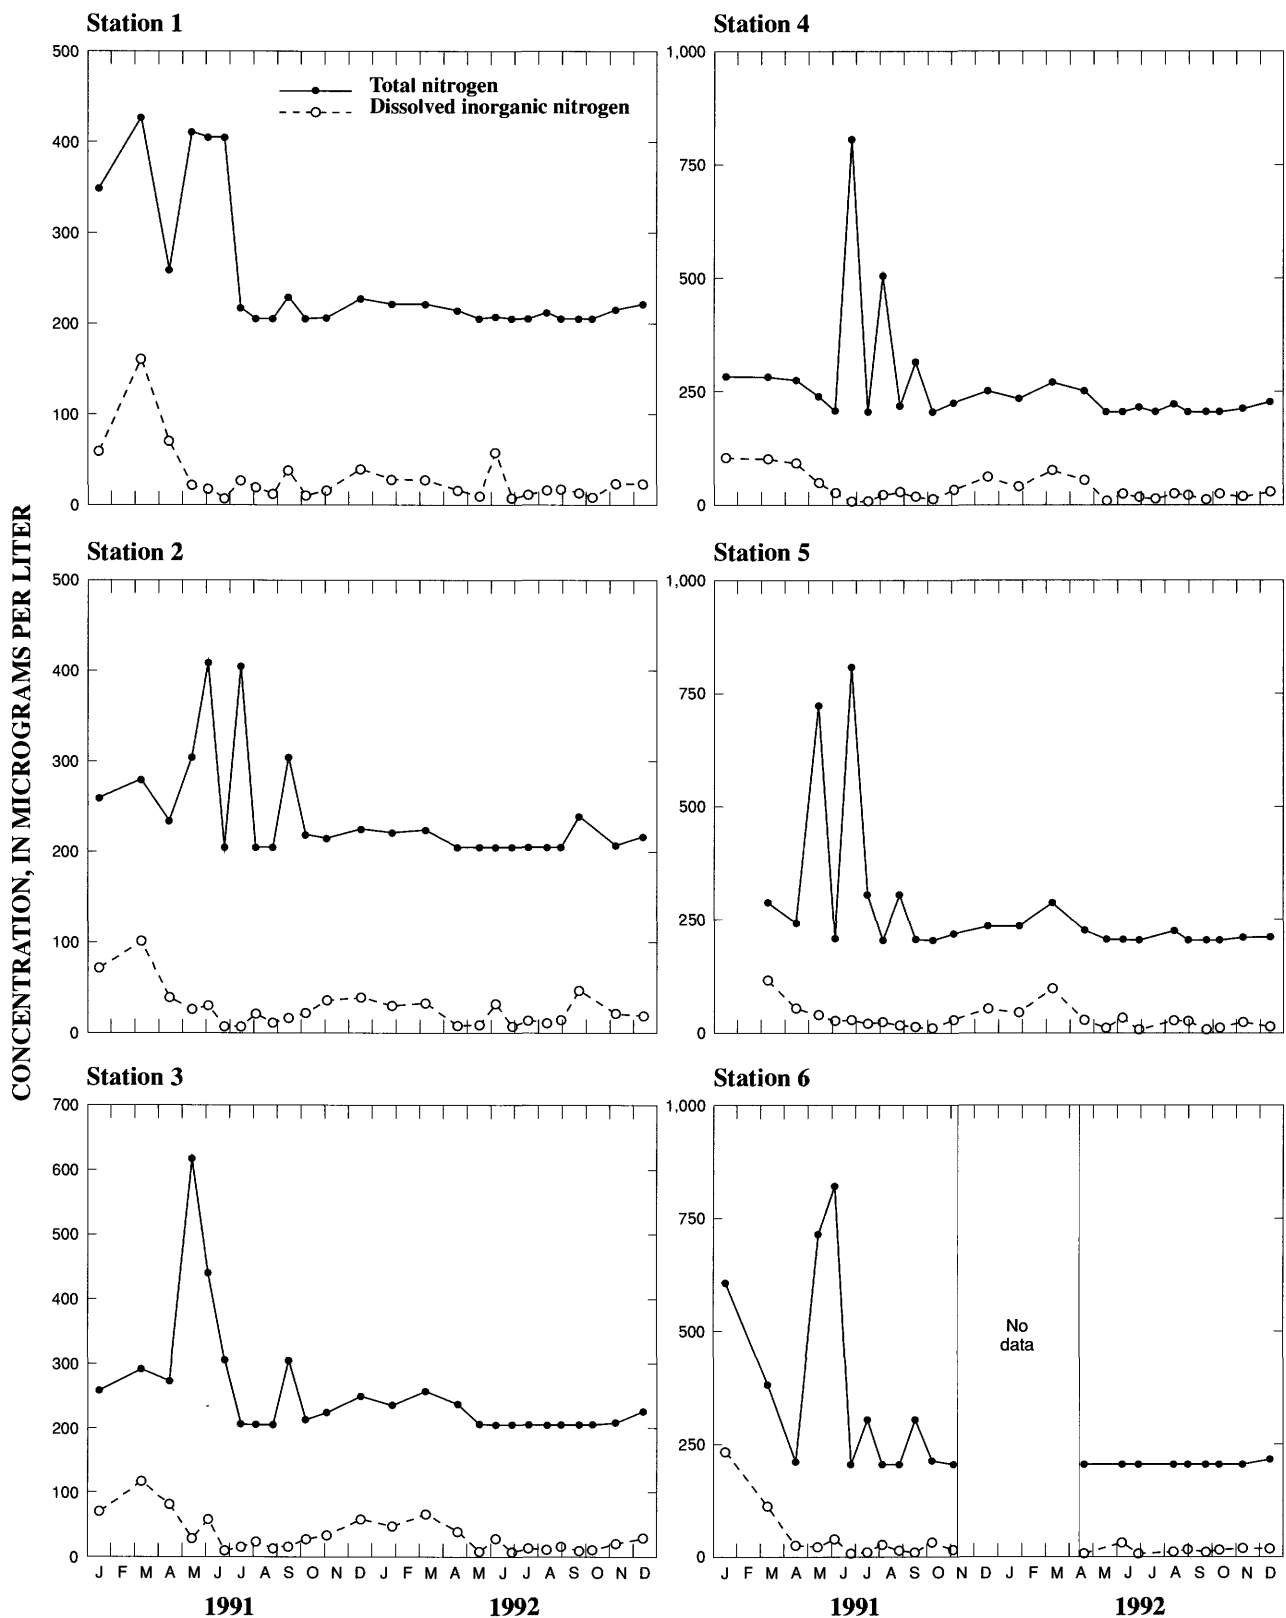 CONCENTRATION, IN MICROGRAMS PER LITER
Station 1
500
400
300
200
100
0
Total nitrogen
Dissolved inorganic nitrogen
Station 4
1,000
750
500
250
0
Station 2
500
400
300
200
100
0
Station 5
1,000
750
500
250
0
Station 3
700
600
500
400
300
200
100
0
J F M A M J J A S O N D J F M A M J J A S O N D
1991 1992
Station 6
1,000
750
500
250
0
No
data
J F M A M J J A S O N D J F M A M J J A S O N D
1991 1992